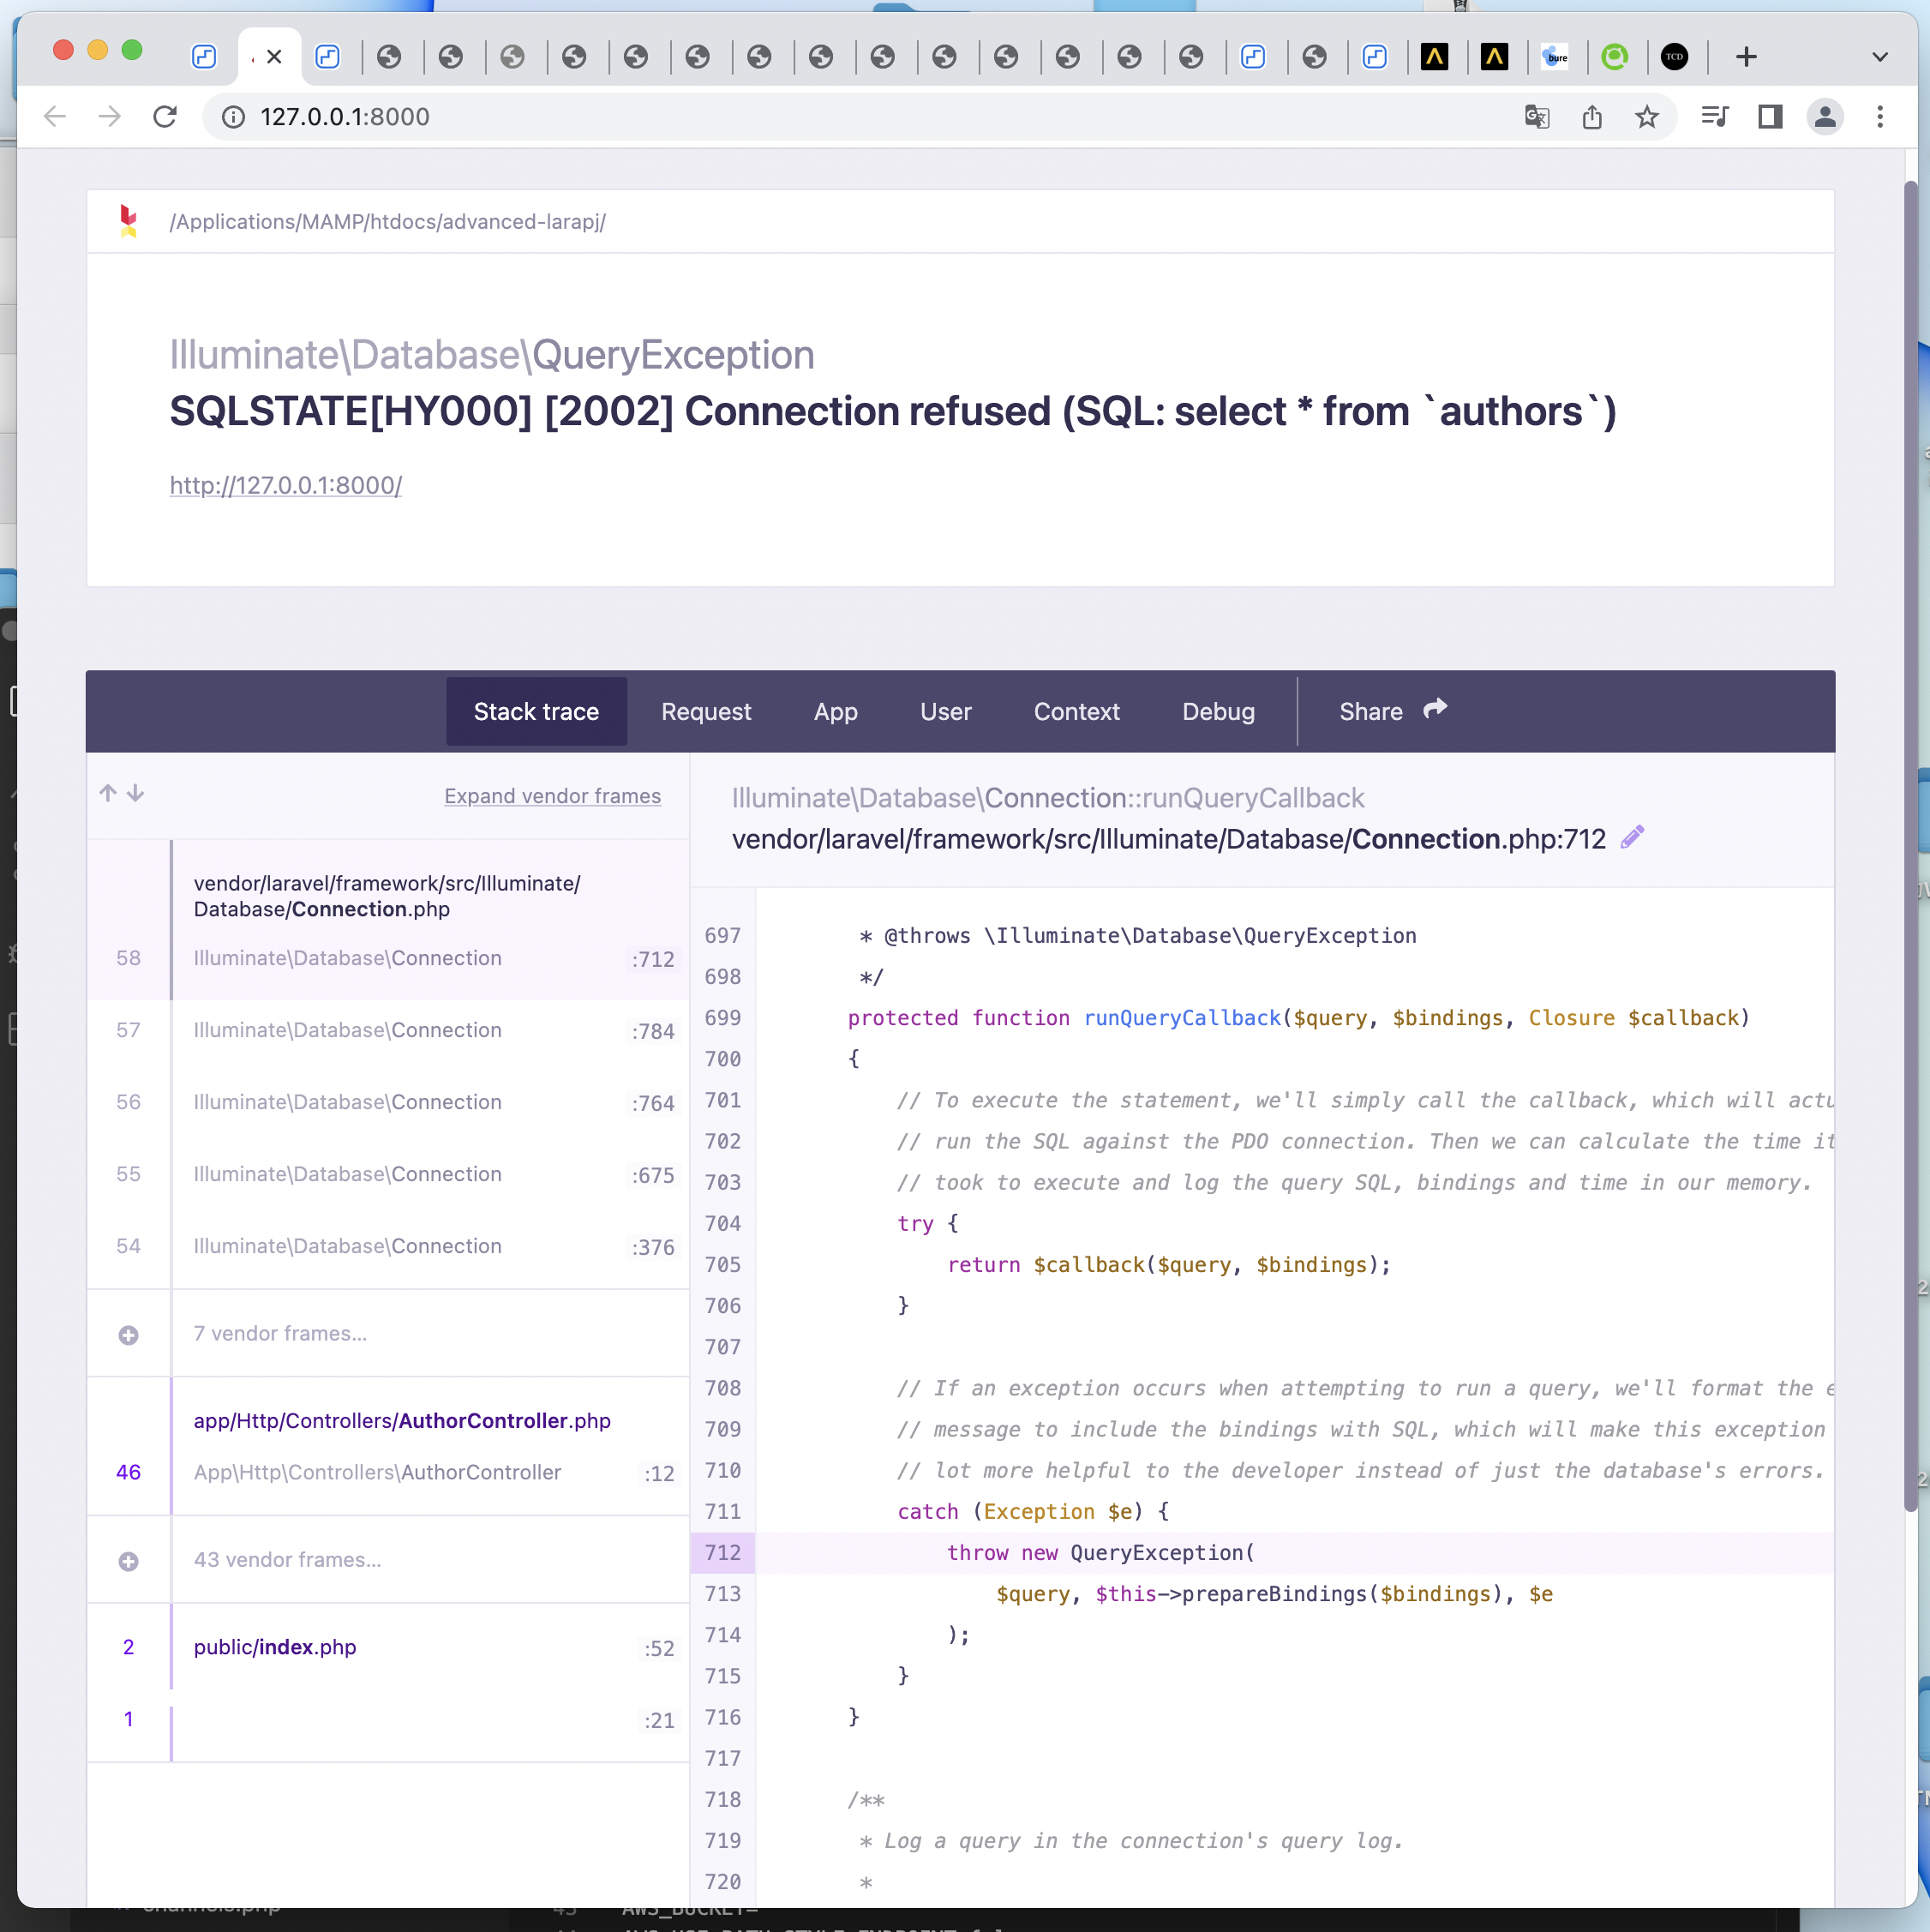 bure
TCD
127.0.0.1:8000
/Applications/MAMP/htdocs/advanced-larapj/
Illuminate\Database\QueryException
SQLSTATE[HY000] [2002] Connection refused (SQL: select * from `authors`)
http://127.0.0.1:8000/
Stack trace Request App User Context Debug Share
Expand vendor frames
vendor/laravel/framework/src/Illuminate/
Database/Connection.php
58 Illuminate\Database\Connection :712
57 Illuminate\Database\Connection :784
56 Illuminate\Database\Connection :764
55 Illuminate\Database\Connection :675
54 Illuminate\Database\Connection :376
7 vendor frames...
app/Http/Controllers/AuthorController.php
46 App\Http\Controllers\AuthorController :12
43 vendor frames...
2 public/index.php :52
1 :21
Illuminate\Database\Connection::runQueryCallback
vendor/laravel/framework/src/Illuminate/Database/Connection.php:712
697 * @throws \Illuminate\Database\QueryException
698 */
699 protected function runQueryCallback($query, $bindings, Closure $callback)
700 {
701 // To execute the statement, we'll simply call the callback, which will actu
702 // run the SQL against the PDO connection. Then we can calculate the time it
703 // took to execute and log the query SQL, bindings and time in our memory.
704 try {
705 return $callback($query, $bindings);
706 }
707
708 // If an exception occurs when attempting to run a query, we'll format the e
709 // message to include the bindings with SQL, which will make this exception
710 // lot more helpful to the developer instead of just the database's errors.
711 catch (Exception $e) {
712 throw new QueryException(
713 $query, $this->prepareBindings($bindings), $e
714 );
715 }
716 }
717
718 /**
719 * Log a query in the connection's query log.
720 *